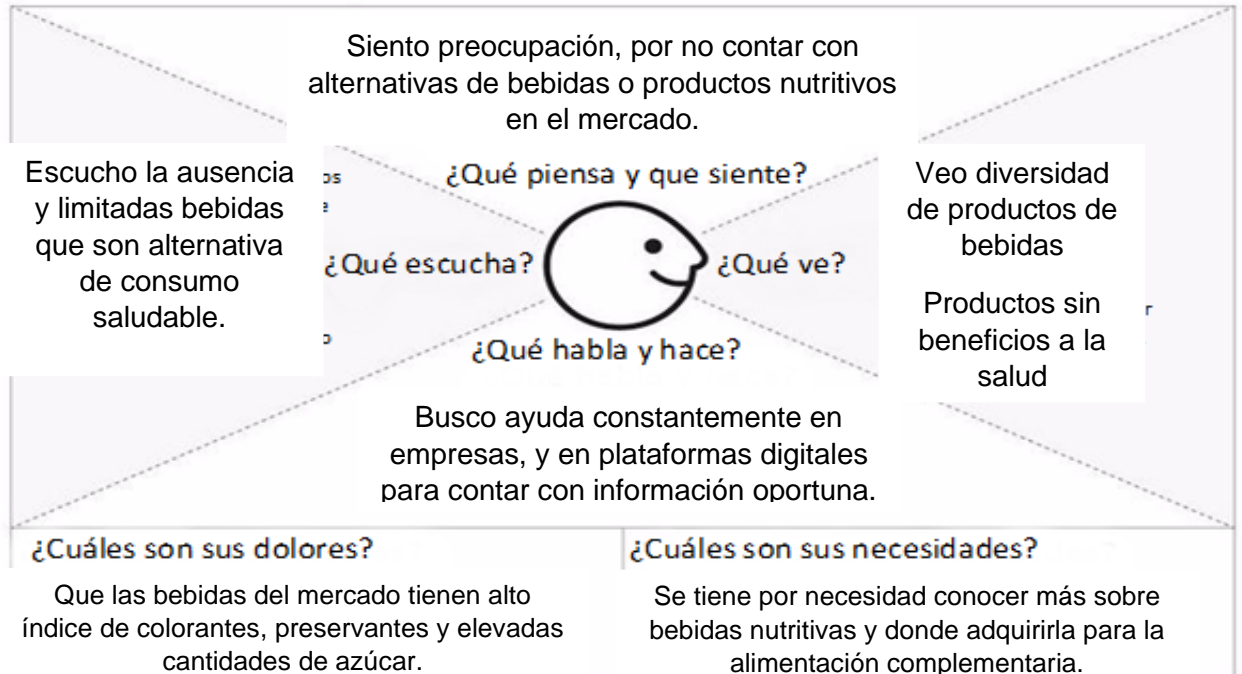 Siento preocupación, por no contar con
alternativas de bebidas o productos nutritivos
en el mercado.
¿Qué piensa y que siente?
Escucho la ausencia
y limitadas bebidas
que son alternativa
de consumo
saludable.
¿Qué escucha?
¿Qué ve?
Veo diversidad
de productos de
bebidas
Productos sin
beneficios a la
salud
¿Qué habla y hace?
Busco ayuda constantemente en
empresas, y en plataformas digitales
para contar con información oportuna.
¿Cuáles son sus dolores?
Que las bebidas del mercado tienen alto
índice de colorantes, preservantes y elevadas
cantidades de azúcar.
¿Cuáles son sus necesidades?
Se tiene por necesidad conocer más sobre
bebidas nutritivas y donde adquirirla para la
alimentación complementaria.